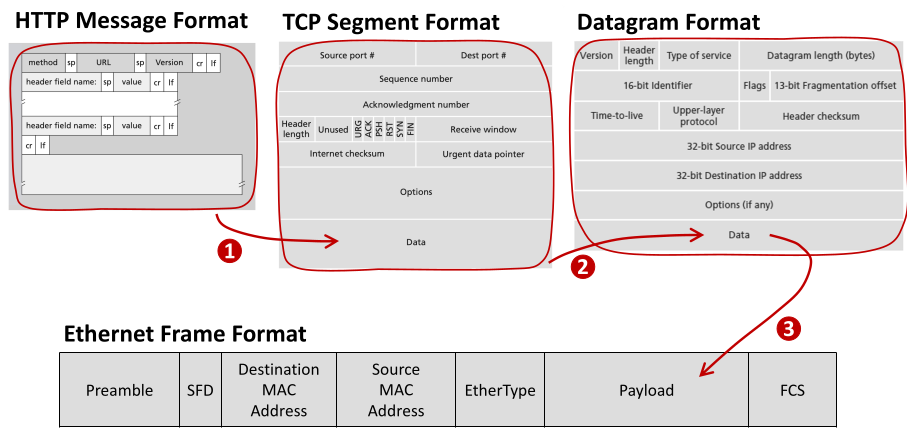 HTTP Message Format
method sp URL sp Version cr lf
header field name: sp value cr lf
header field name: sp value cr lf
cr lf
TCP Segment Format
Source port # Dest port #
Sequence number
Acknowledgment number
Header length Unused URG ACK PSH RST SYN FIN Receive window
Internet checksum Urgent data pointer
Options
Data
Datagram Format
Version Header length Type of service Datagram length (bytes)
16-bit Identifier Flags 13-bit Fragmentation offset
Time-to-live Upper-layer protocol Header checksum
32-bit Source IP address
32-bit Destination IP address
Options (if any)
Data
1
2
3
Ethernet Frame Format
Preamble SFD Destination MAC Address Source MAC Address EtherType Payload FCS